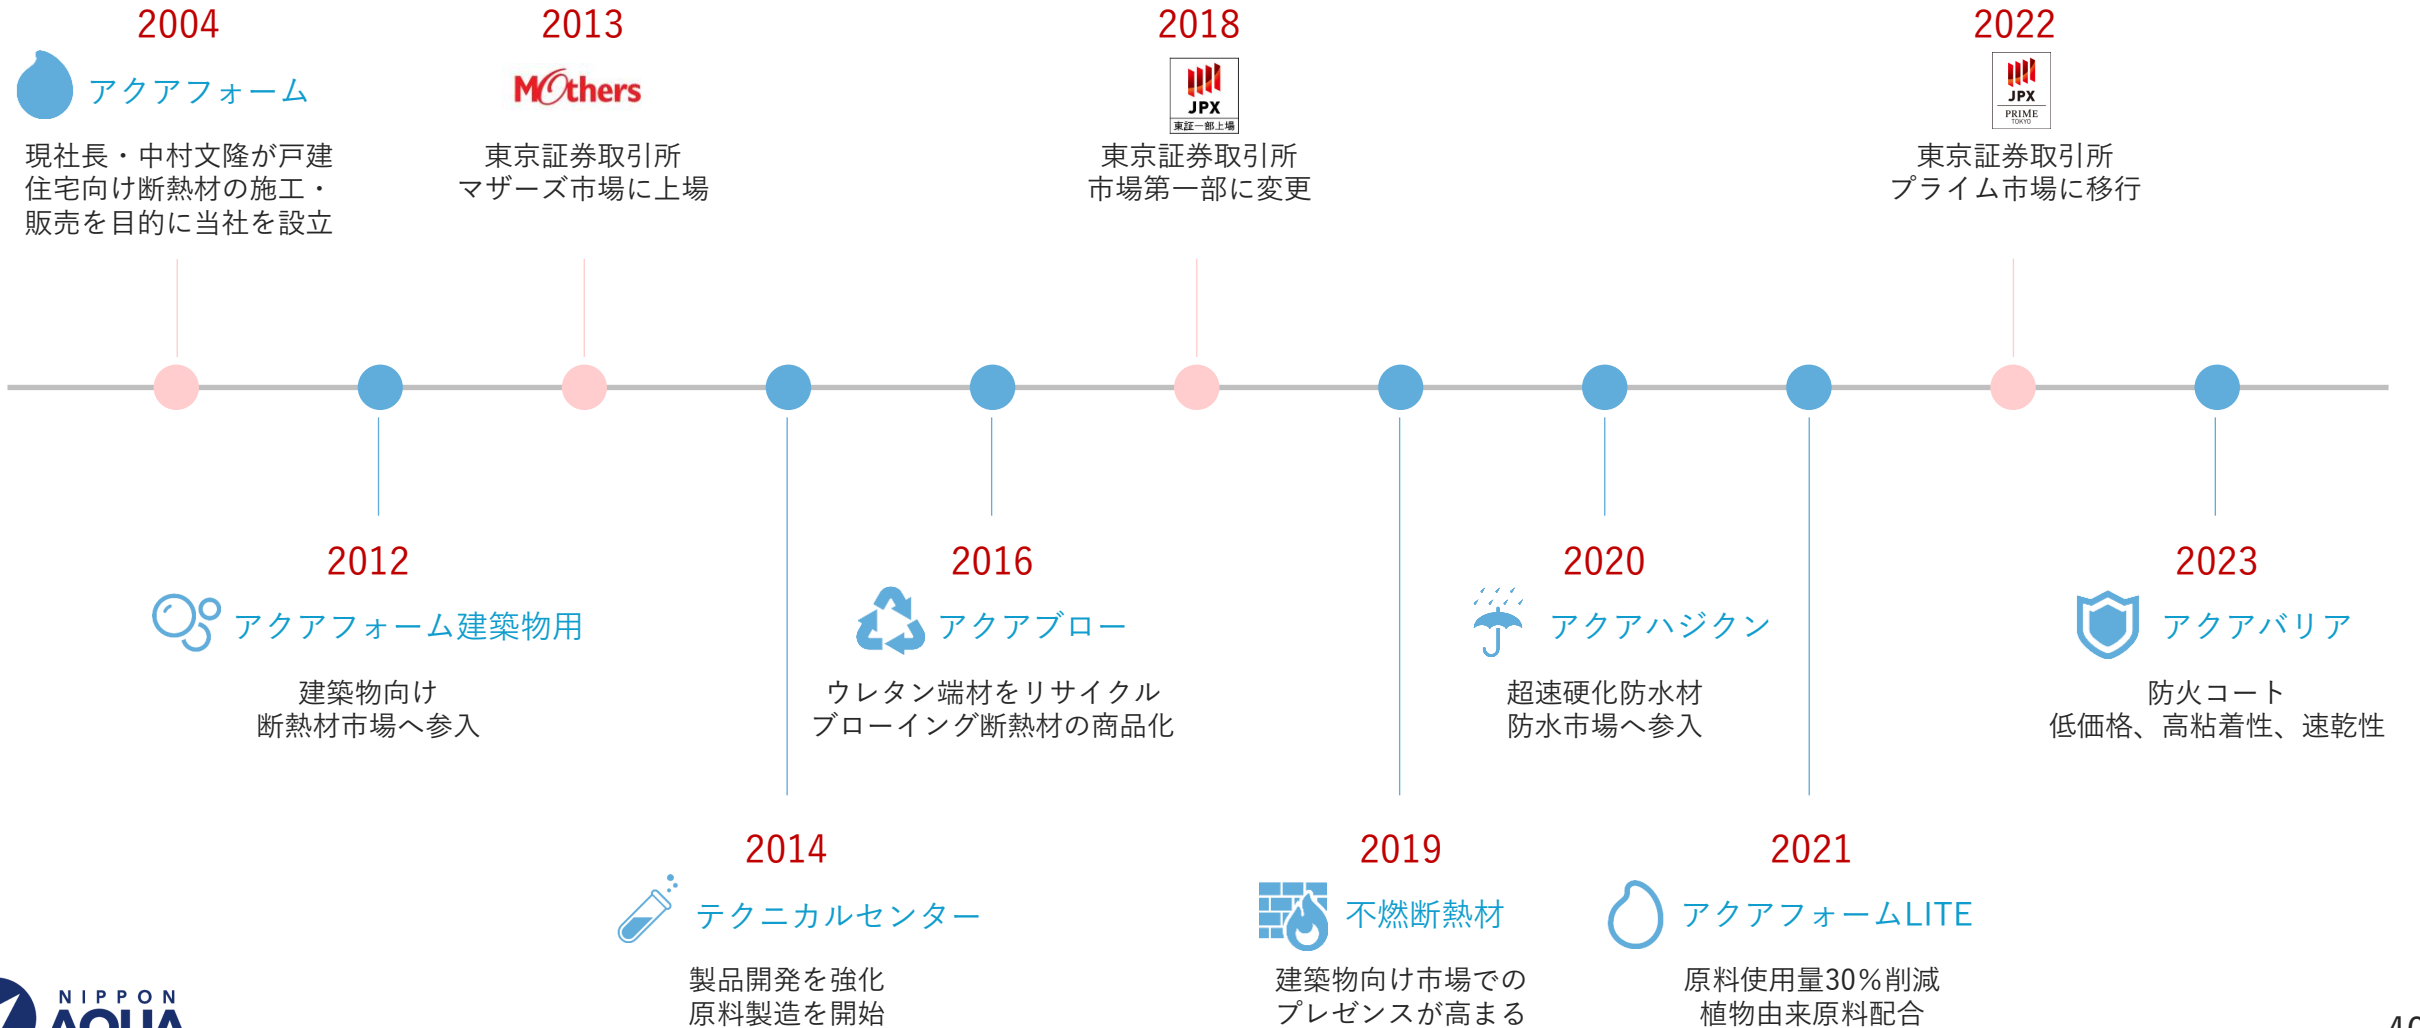 2004
アクアフォーム
現社長・中村文隆が戸建
住宅向け断熱材の施工・
販売を目的に当社を設立
2013
Mothers
東京証券取引所
マザーズ市場に上場
2018
JPX
東証一部上場
東京証券取引所
市場第一部に変更
2022
JPX
PRIME
TOKYO
東京証券取引所
プライム市場に移行
2012
アクアフォーム建築物用
建築物向け
断熱材市場へ参入
2016
アクアブロー
ウレタン端材をリサイクル
ブローイング断熱材の商品化
2020
アクアハジクン
超速硬化防水材
防水市場へ参入
2023
アクアバリア
防火コート
低価格、高粘着性、速乾性
2014
テクニカルセンター
製品開発を強化
原料製造を開始
2019
不燃断熱材
建築物向け市場での
プレゼンスが高まる
2021
アクアフォームLITE
原料使用量30%削減
植物由来原料配合
NIPPON
AQUA